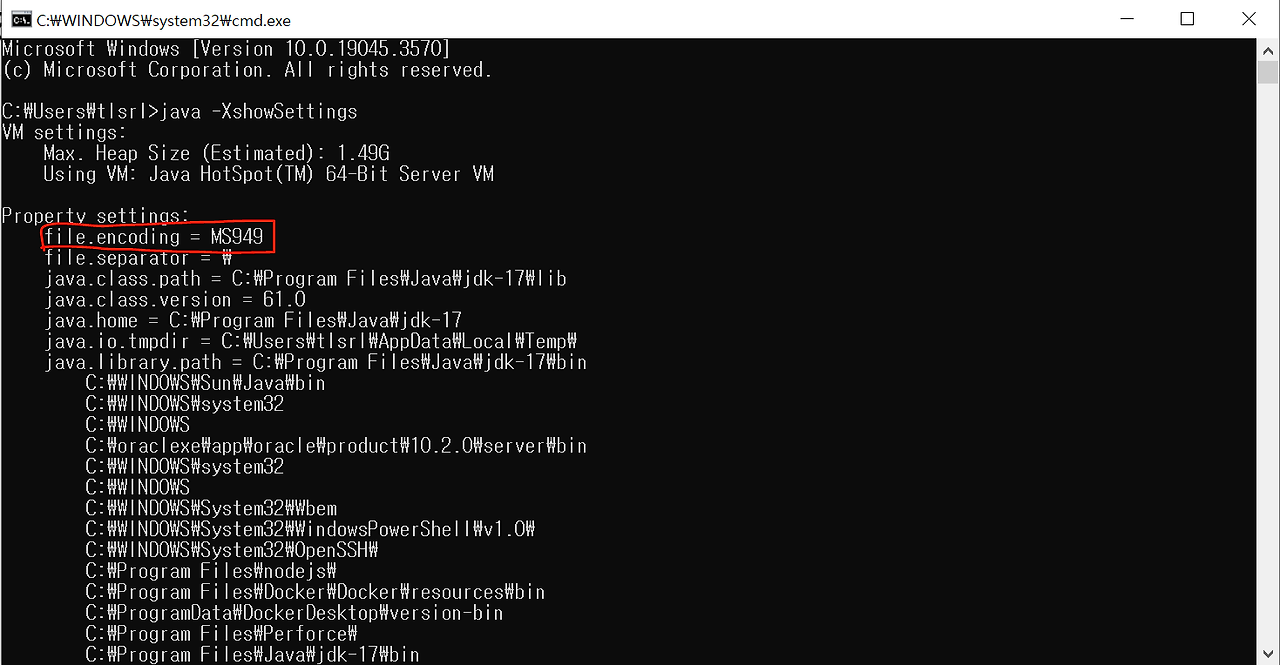 C:₩WINDOWS₩system32₩cmd.exe
Microsoft Windows [Version 10.0.19045.3570]
(c) Microsoft Corporation. All rights reserved.
C:₩Users₩tlsrl>java -XshowSettings
VM settings:
Max. Heap Size (Estimated): 1.49G
Using VM: Java HotSpot(TM) 64-Bit Server VM
Property settings:
file.encoding = MS949
file.separator = ₩
java.class.path = C:₩Program Files₩Java₩jdk-17₩lib
java.class.version = 61.0
java.home = C:₩Program Files₩Java₩jdk-17
java.io.tmpdir = C:₩Users₩tlsrl₩AppData₩Local₩Temp₩
java.library.path = C:₩Program Files₩Java₩jdk-17₩bin
C:₩WINDOWS₩Sun₩Java₩bin
C:₩WINDOWS₩system32
C:₩WINDOWS
C:₩oraclexe₩app₩oracle₩product₩10.2.0₩server₩bin
C:₩WINDOWS₩system32
C:₩WINDOWS
C:₩WINDOWS₩System32₩Wbem
C:₩WINDOWS₩System32₩WindowsPowerShell₩v1.0₩
C:₩WINDOWS₩System32₩OpenSSH₩
C:₩Program Files₩nodejs₩
C:₩Program Files₩Docker₩Docker₩resources₩bin
C:₩ProgramData₩DockerDesktop₩version-bin
C:₩Program Files₩Perforce₩
C:₩Program Files₩Java₩jdk-17₩bin